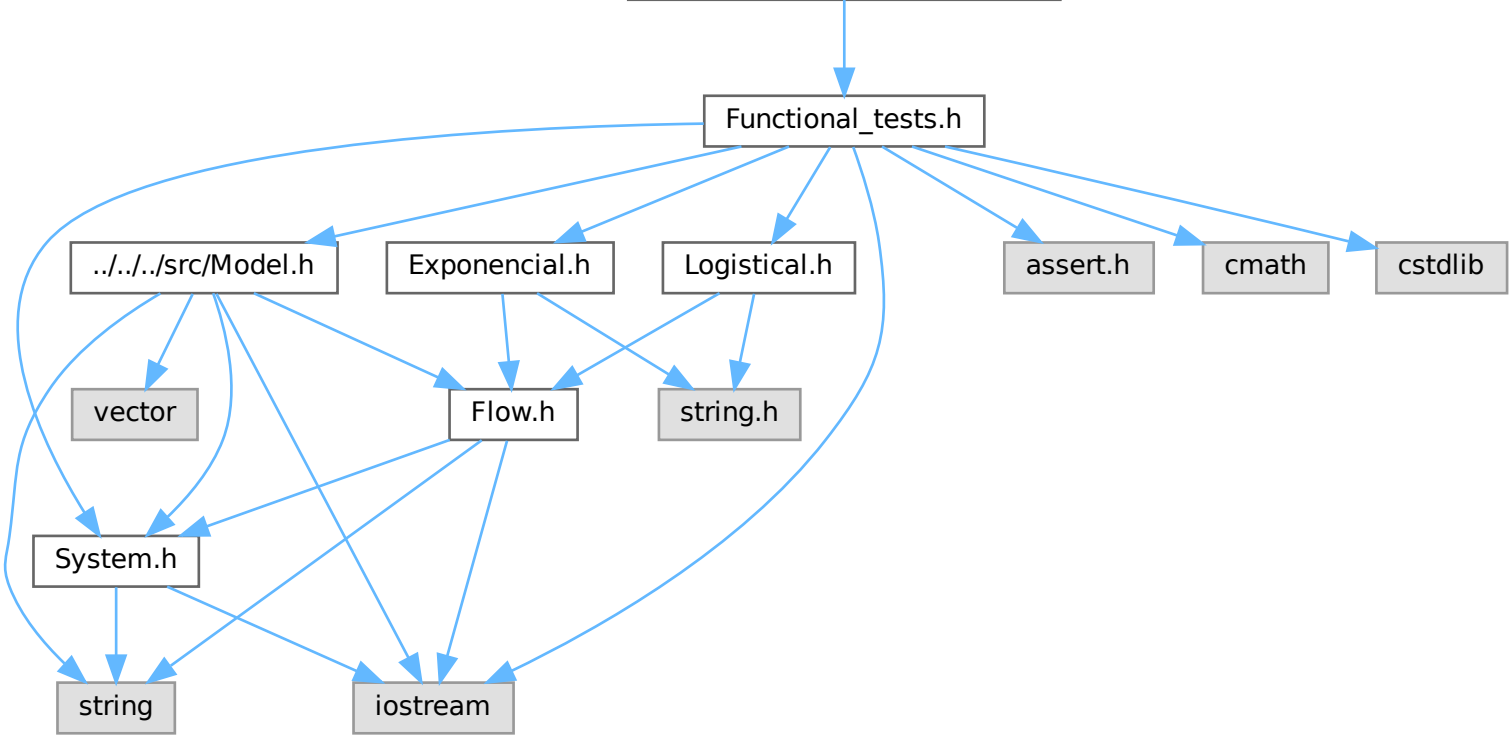 Functional_tests.h
../../../src/Model.h
Exponencial.h
Logistical.h
assert.h
cmath
cstdlib
vector
Flow.h
string.h
System.h
string
iostream